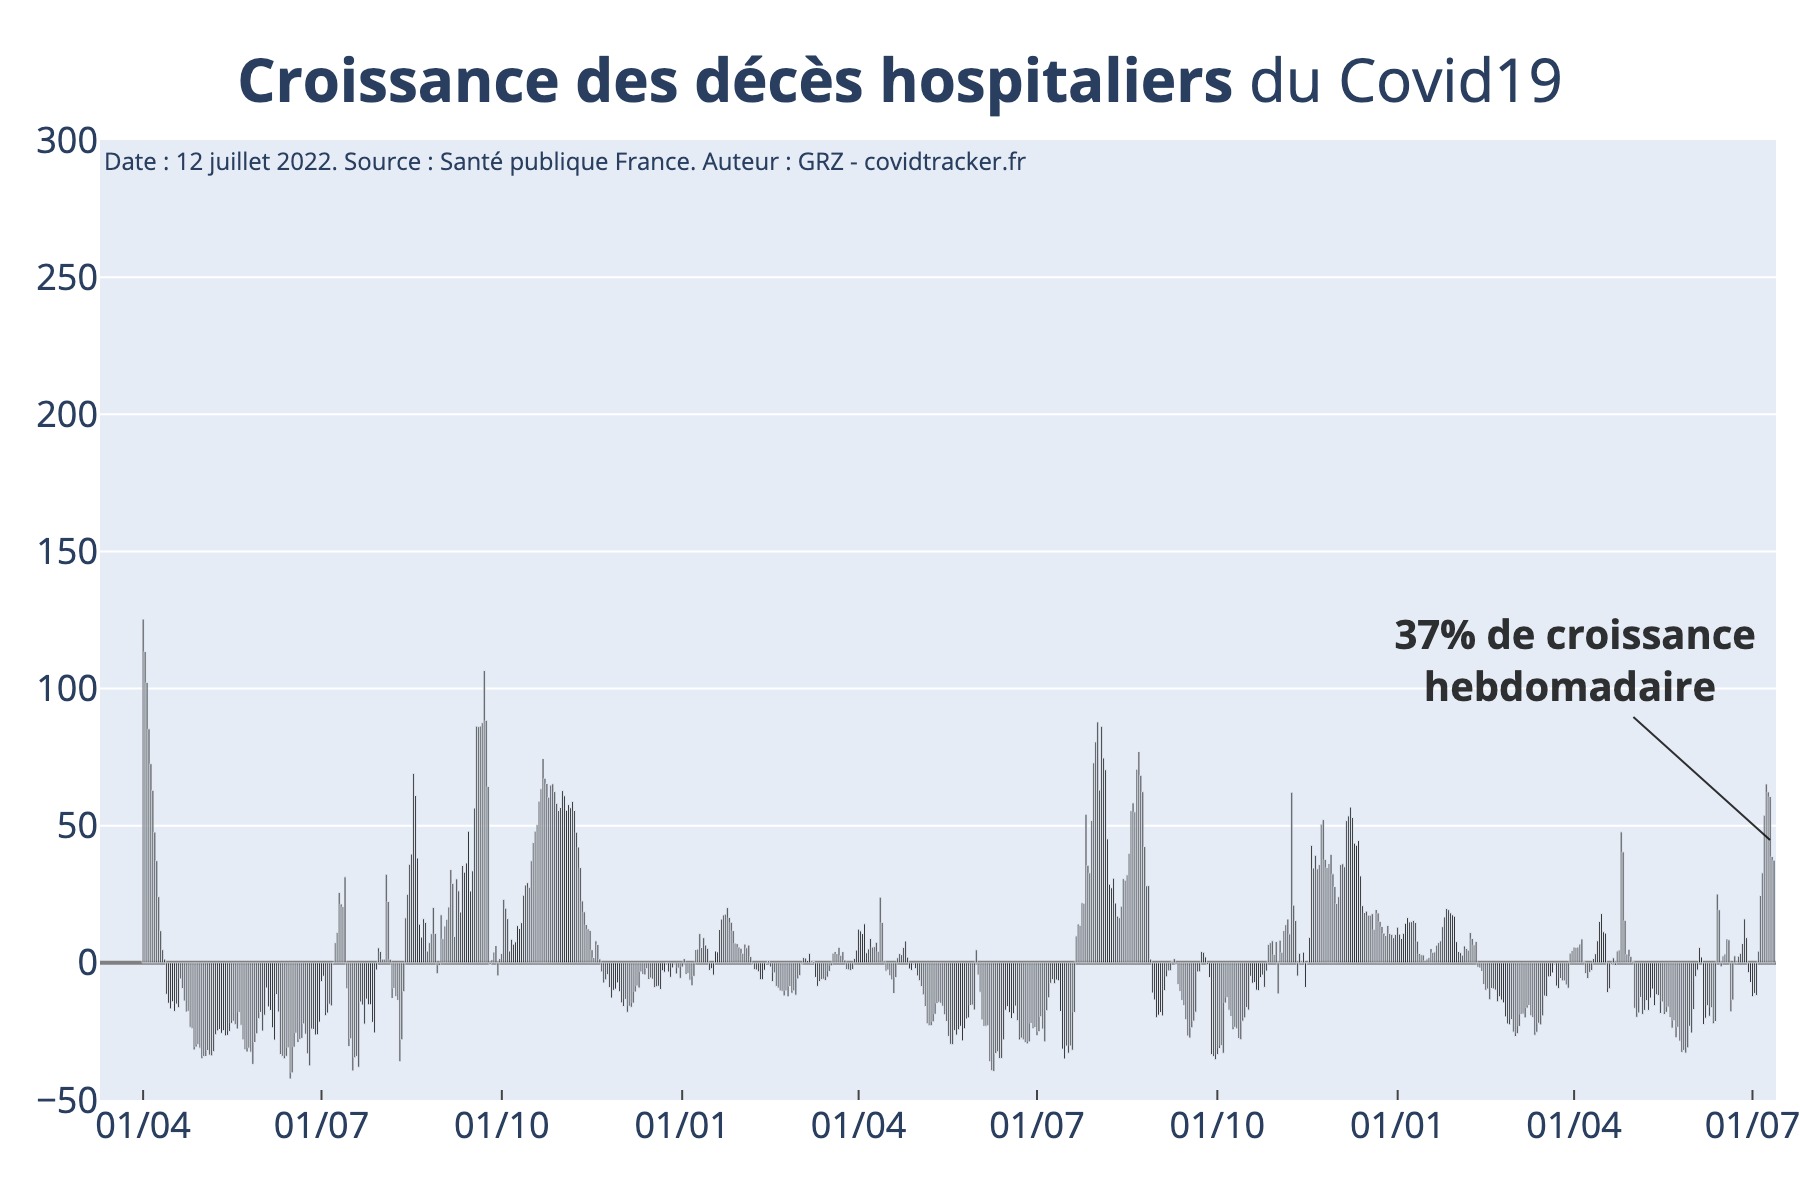 Croissance des décès hospitaliers du Covid19
300
Date : 12 juillet 2022. Source : Santé publique France. Auteur : GRZ - covidtracker.fr
250
200
150
37% de croissance
hebdomadaire
100
50
0
−50
01/04 01/07 01/10 01/01 01/04 01/07 01/10 01/01 01/04 01/07